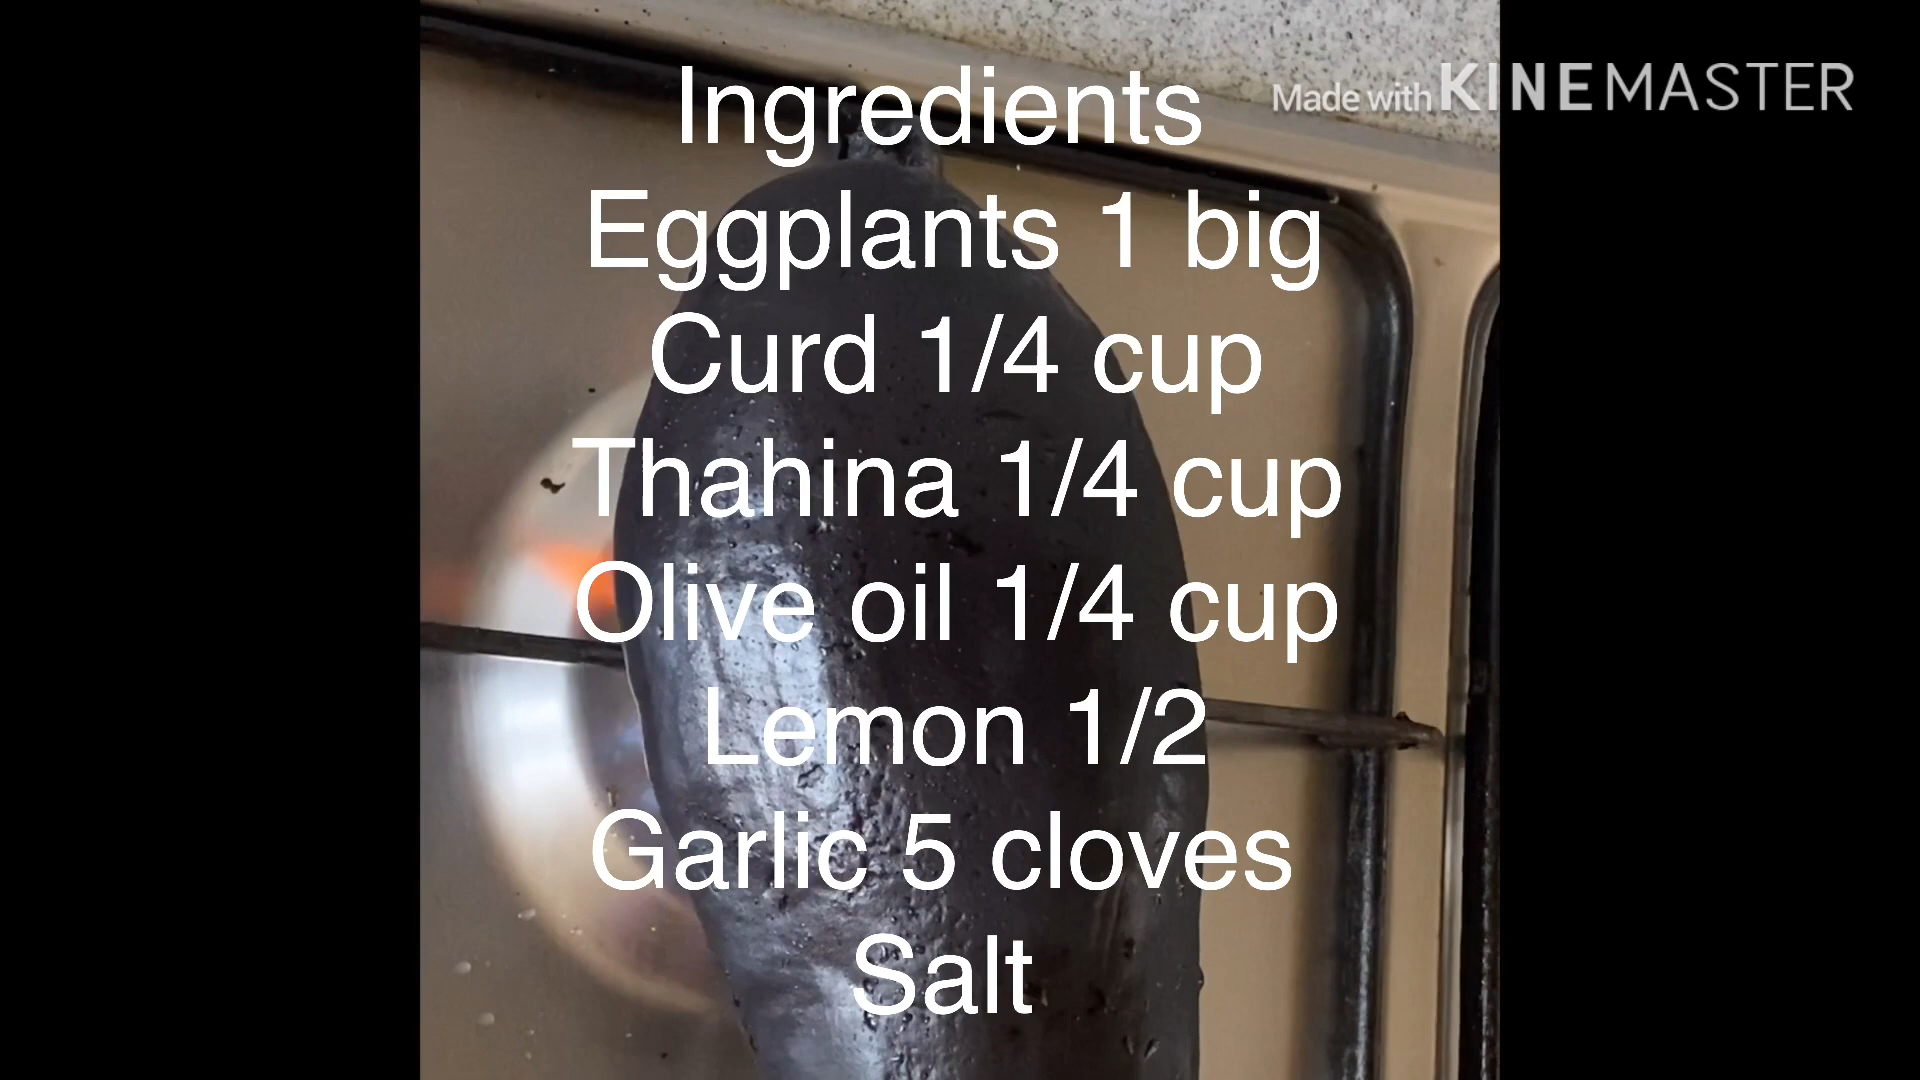 Made with KINEMASTER
Ingredients
Eggplants 1 big
Curd 1/4 cup
Thahina 1/4 cup
Olive oil 1/4 cup
Lemon 1/2
Garlic 5 cloves
Salt